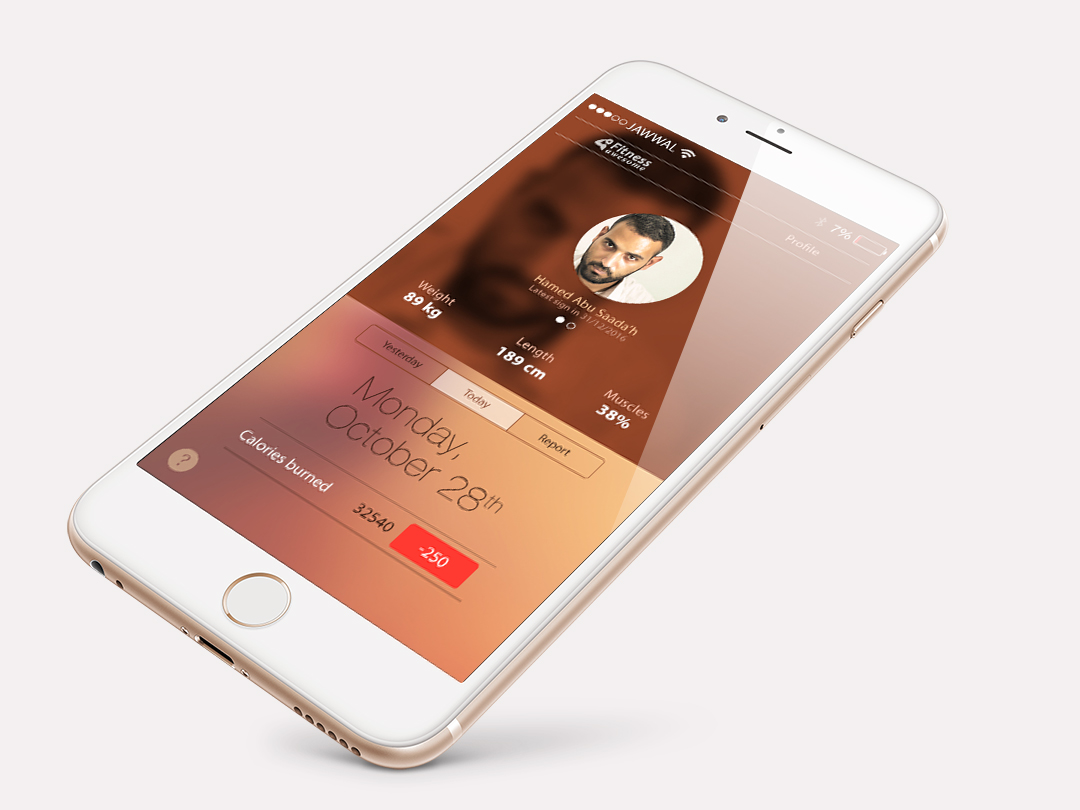 JAWWAL
7%
Fitness
awesome
Profile
Hamed Abu Saada'h
Latest sign in 31/12/2016
Weight
89 kg
Length
189 cm
Muscles
38%
Yesterday
Today
Report
Monday,
October 28th
Calories burned
32540
-250
?